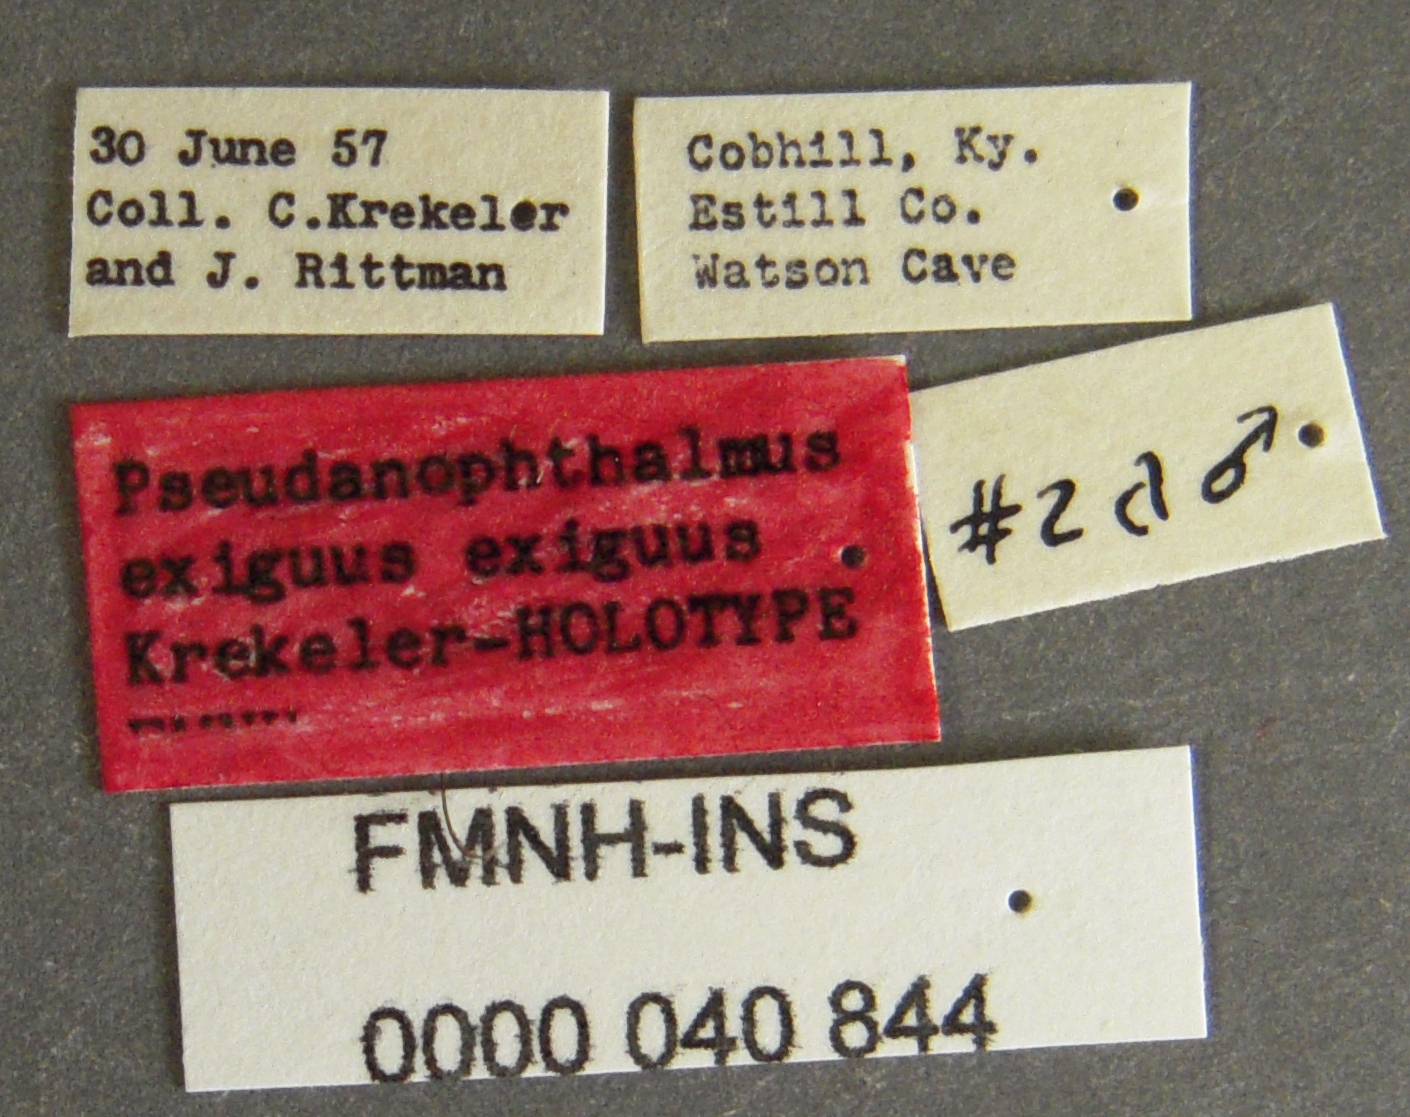 30 June 57
Coll. C.Krekeler
and J. Rittman
Cobhill, Ky.
Estill Co.
Watson Cave
Pseudanophthalmus
exiguus exiguus
Krekeler-HOLOTYPE
#2 d ♂
FMNH-INS
0000 040 844